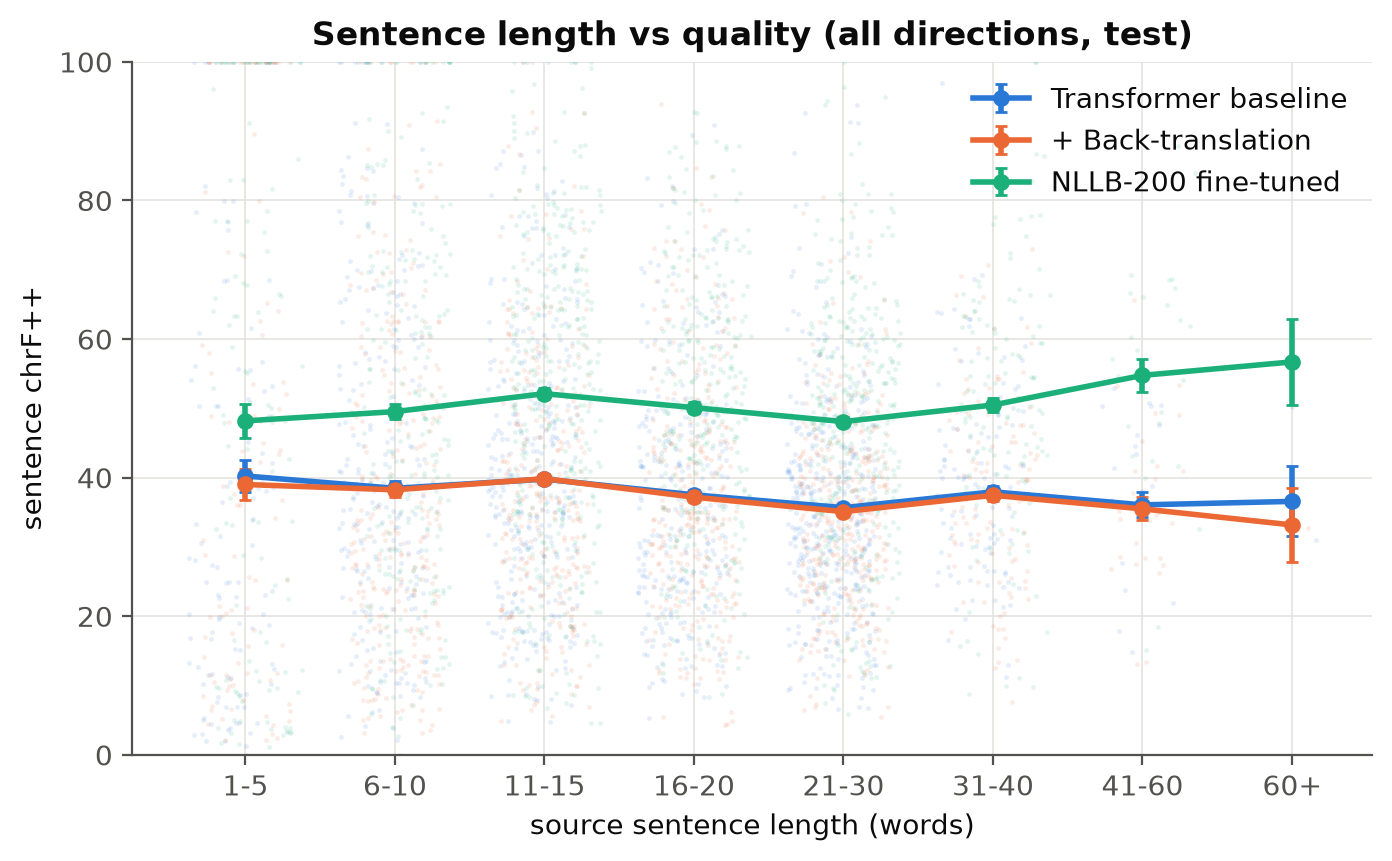 Sentence length vs quality (all directions, test)
100
80
60
40
20
0
sentence chrF++
Transformer baseline
+ Back-translation
NLLB-200 fine-tuned
1-5 6-10 11-15 16-20 21-30 31-40 41-60 60+
source sentence length (words)